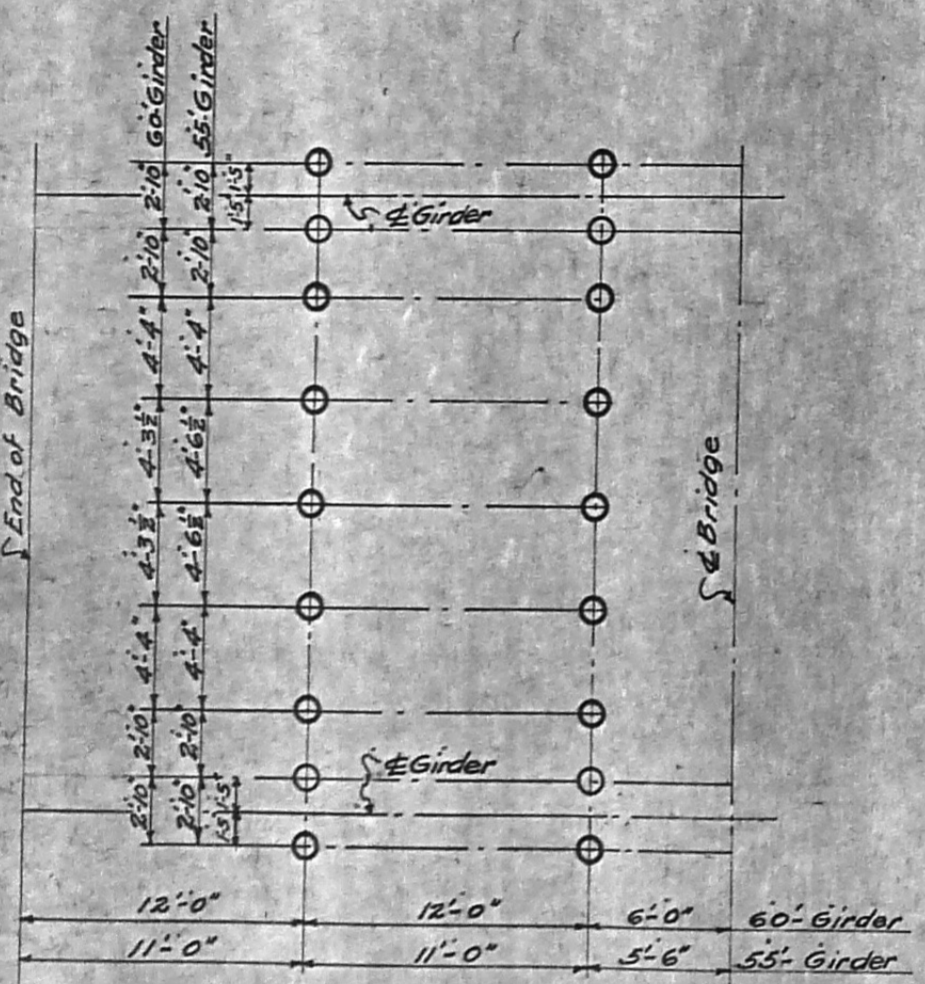 60'-Girder
55'-Girder
2'-10" 2'-10" 1'-5"
1'-5"
℄ Girder
2'-10" 2'-10"
4'-4" 4'-4"
End of Bridge
4'-3½" 4'-6½"
℄ Bridge
4'-3½" 4'-6½"
4'-4" 4'-4"
2'-10" 2'-10"
℄ Girder
2'-10" 2'-10" 1'-5"
1'-5"
12'-0" 12'-0" 6'-0" 60'- Girder
11'-0" 11'-0" 5'-6" 55'- Girder